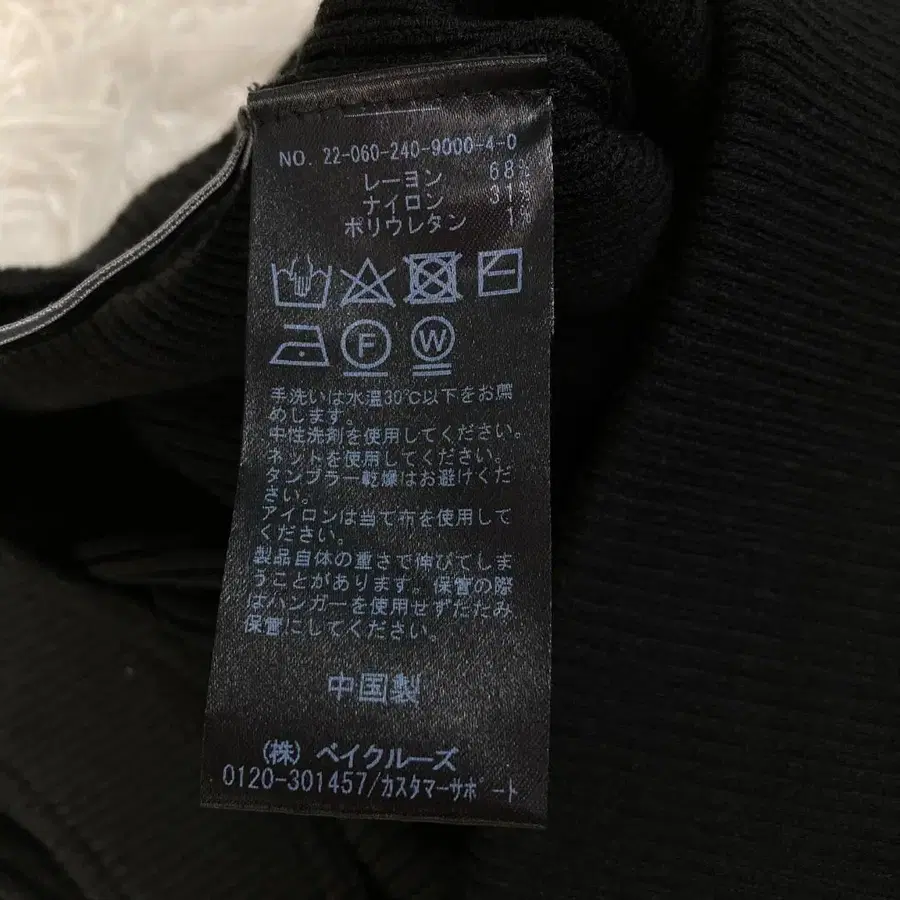 NO. 22-060-240-9000-4-0
レーヨン 68%
ナイロン 31%
ポリウレタン 1%
F W
手洗いは水温30℃以下をお薦
めします。
中性洗剤を使用してください。
ネットを使用してください。
タンブラー乾燥はお避けくだ
さい。
アイロンは当て布を使用して
ください。
製品自体の重さで伸びてしま
うことがあります。保管の際
はハンガーを使用せずたたみ
保管にしてください。
中国製
(株) ベイクルーズ
0120-301457/カスタマーサポート